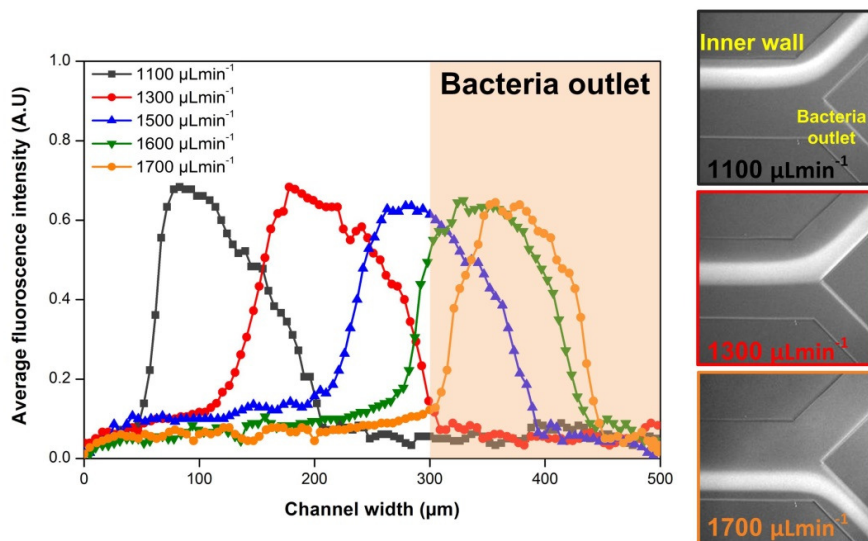 1.0
0.8
0.6
0.4
0.2
0.0
Average fluorescence intensity (A.U)
1100 µLmin⁻¹
1300 µLmin⁻¹
1500 µLmin⁻¹
1600 µLmin⁻¹
1700 µLmin⁻¹
Bacteria outlet
0 100 200 300 400 500
Channel width (µm)
Inner wall
Bacteria
outlet
1100 µLmin⁻¹
1300 µLmin⁻¹
1700 µLmin⁻¹